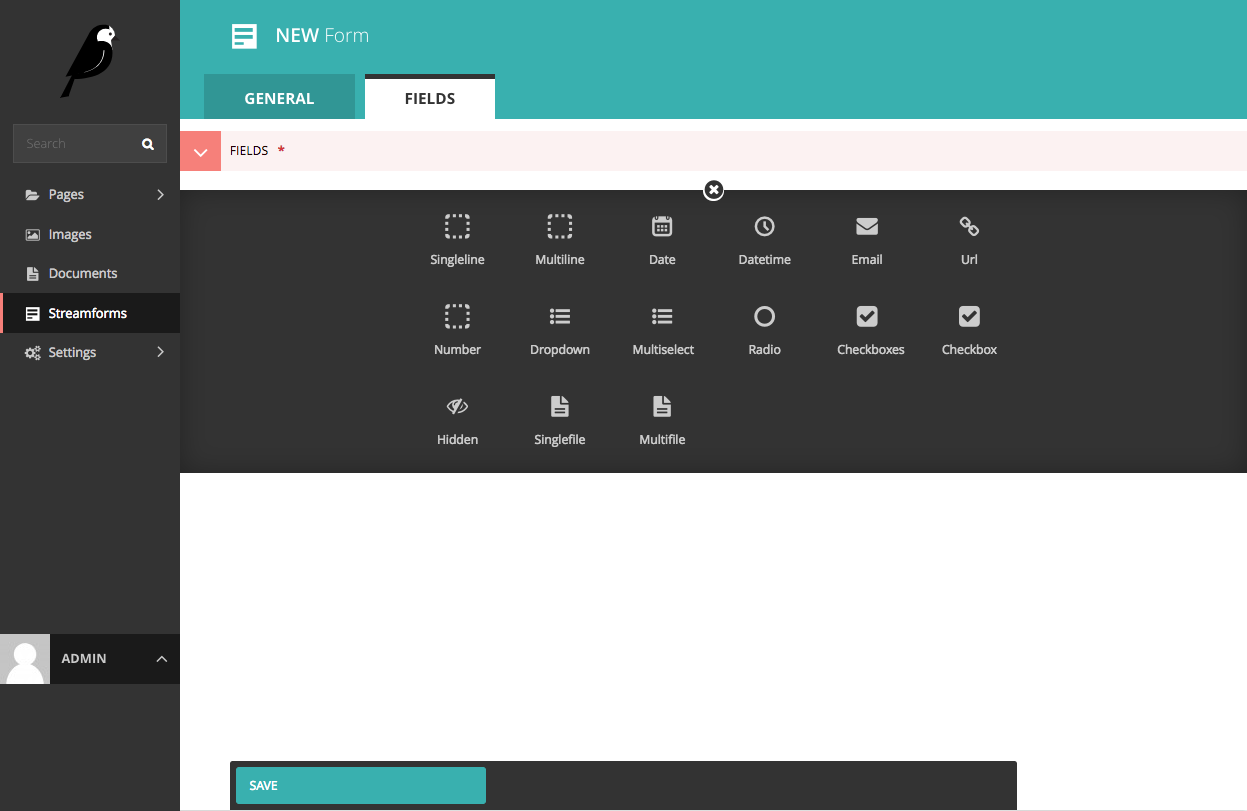 NEW Form
GENERAL
FIELDS
Search
FIELDS *
Pages
Images
Documents
Streamforms
Settings
Singleline
Multiline
Date
Datetime
Email
Url
Number
Dropdown
Multiselect
Radio
Checkboxes
Checkbox
Hidden
Singlefile
Multifile
ADMIN
SAVE